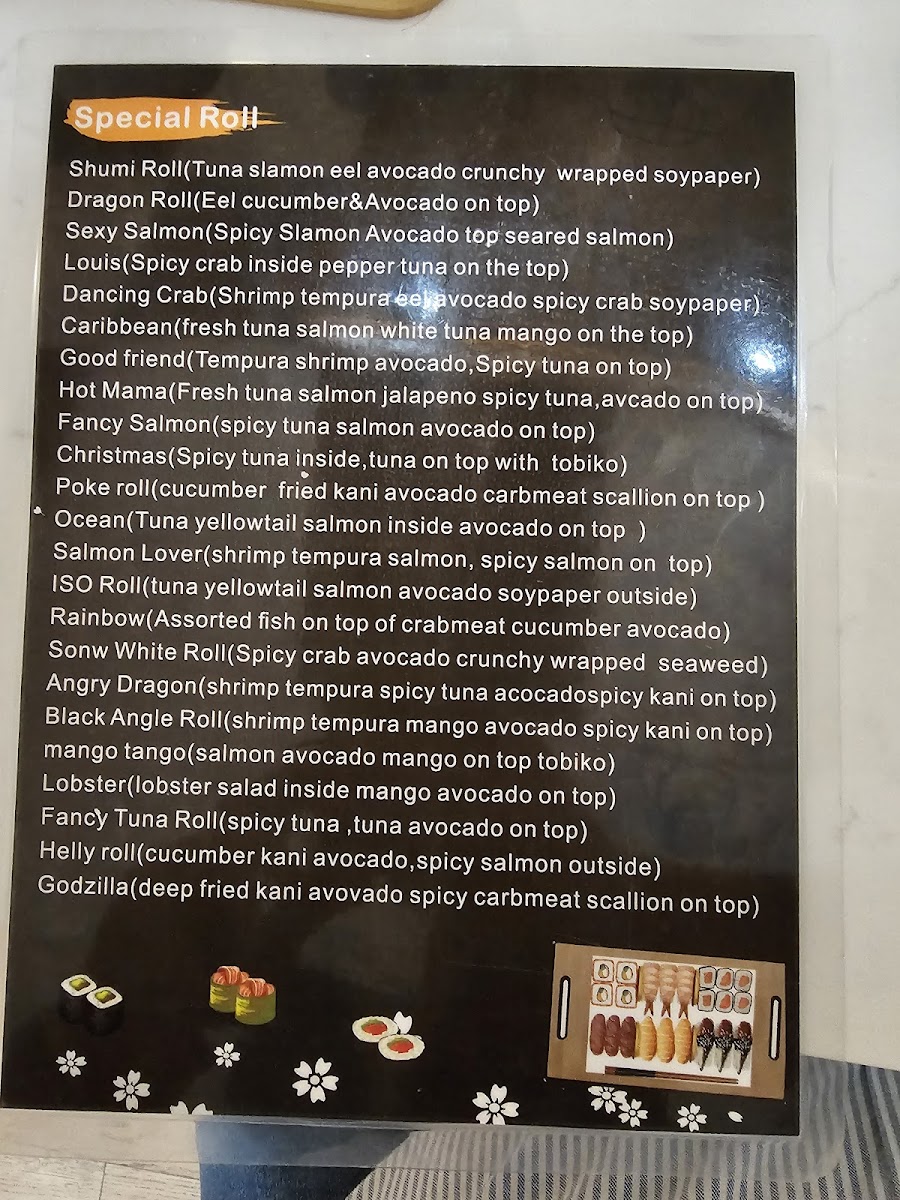 Special Roll
Shumi Roll(Tuna slamon eel avocado crunchy wrapped soypaper)
Dragon Roll(Eel cucumber&Avocado on top)
Sexy Salmon(Spicy Slamon Avocado top seared salmon)
Louis(Spicy crab inside pepper tuna on the top)
Dancing Crab(Shrimp tempura eel avocado spicy crab soypaper)
Caribbean(fresh tuna salmon white tuna mango on the top)
Good friend(Tempura shrimp avocado,Spicy tuna on top)
Hot Mama(Fresh tuna salmon jalapeno spicy tuna,avcado on top)
Fancy Salmon(spicy tuna salmon avocado on top)
Christmas(Spicy tuna inside,tuna on top with tobiko)
Poke roll(cucumber fried kani avocado carbmeat scallion on top )
Ocean(Tuna yellowtail salmon inside avocado on top )
Salmon Lover(shrimp tempura salmon, spicy salmon on top)
ISO Roll(tuna yellowtail salmon avocado soypaper outside)
Rainbow(Assorted fish on top of crabmeat cucumber avocado)
Sonw White Roll(Spicy crab avocado crunchy wrapped seaweed)
Angry Dragon(shrimp tempura spicy tuna acocadospicy kani on top)
Black Angle Roll(shrimp tempura mango avocado spicy kani on top)
mango tango(salmon avocado mango on top tobiko)
Lobster(lobster salad inside mango avocado on top)
Fancy Tuna Roll(spicy tuna ,tuna avocado on top)
Helly roll(cucumber kani avocado,spicy salmon outside)
Godzilla(deep fried kani avovado spicy carbmeat scallion on top)